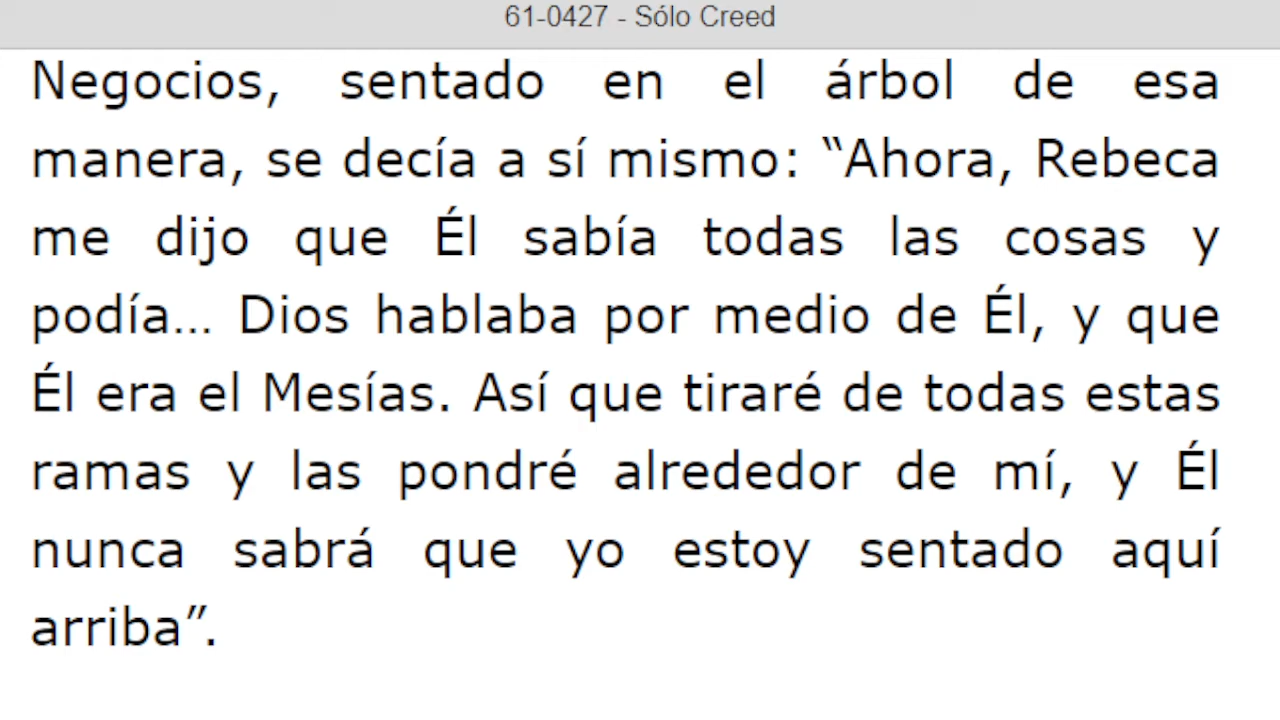 61-0427 - Sólo Creed
Negocios, sentado en el árbol de esa
manera, se decía a sí mismo: “Ahora, Rebeca
me dijo que Él sabía todas las cosas y
podía... Dios hablaba por medio de Él, y que
Él era el Mesías. Así que tiraré de todas estas
ramas y las pondré alrededor de mí, y Él
nunca sabrá que yo estoy sentado aquí
arriba”.